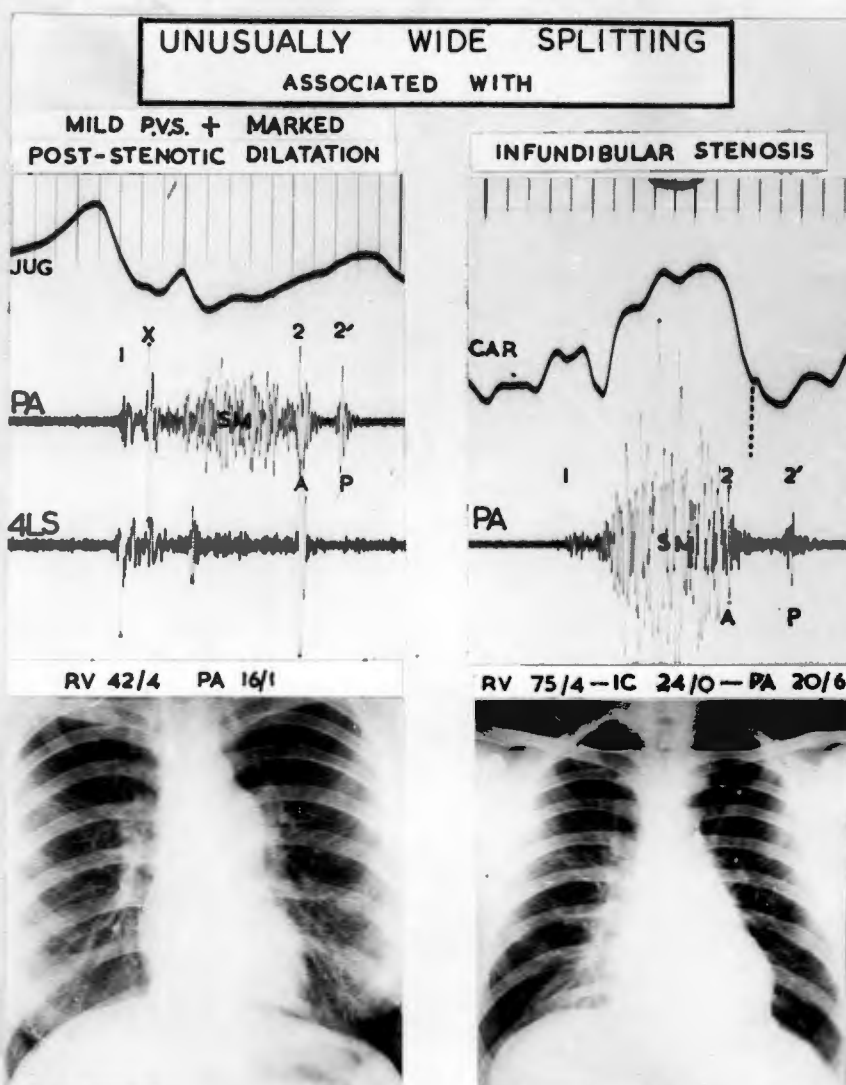 UNUSUALLY WIDE SPLITTING
ASSOCIATED WITH
MILD P.V.S. + MARKED
POST-STENOTIC DILATATION
JUG
X
1
2
2'
PA
SM
A
P
4LS
RV 42/4 PA 16/1
INFUNDIBULAR STENOSIS
CAR
1
2
2'
PA
SM
A
P
RV 75/4 — IC 24/0 — PA 20/6